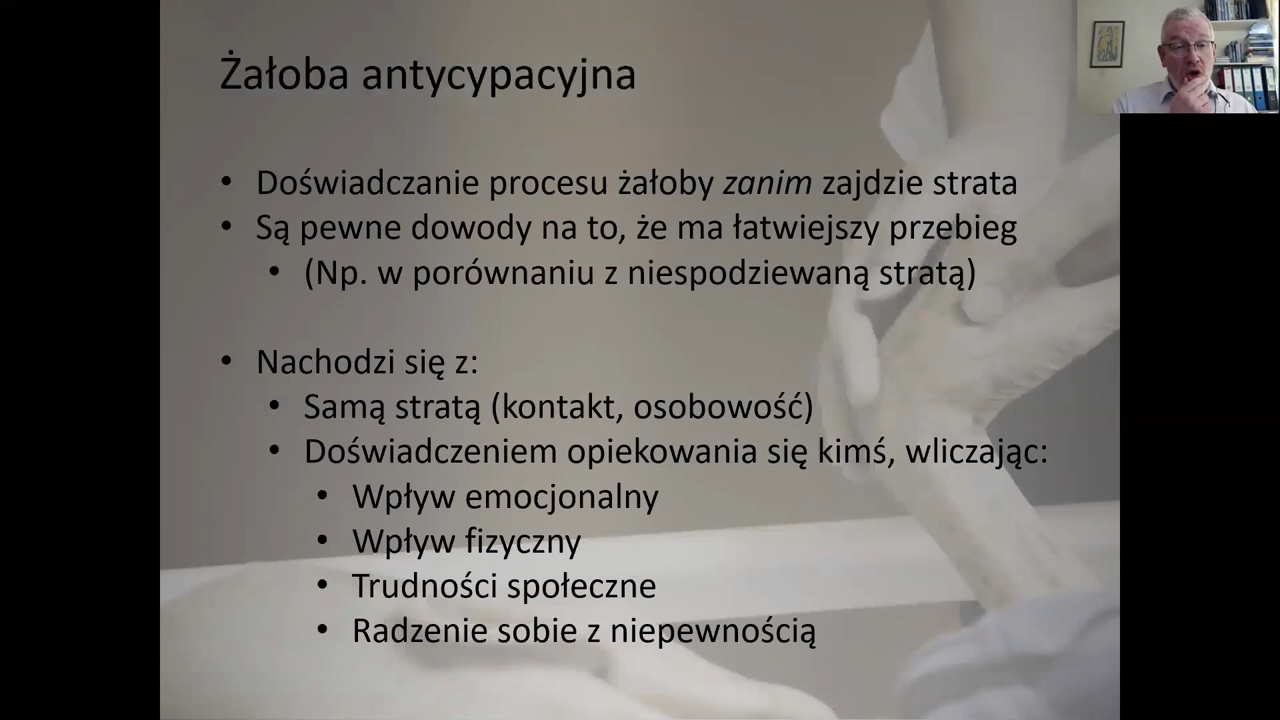 Żałoba antycypacyjna
• Doświadczanie procesu żałoby zanim zajdzie strata
• Są pewne dowody na to, że ma łatwiejszy przebieg
• (Np. w porównaniu z niespodziewaną stratą)
• Nachodzi się z:
• Samą stratą (kontakt, osobowość)
• Doświadczeniem opiekowania się kimś, wliczając:
• Wpływ emocjonalny
• Wpływ fizyczny
• Trudności społeczne
• Radzenie sobie z niepewnością